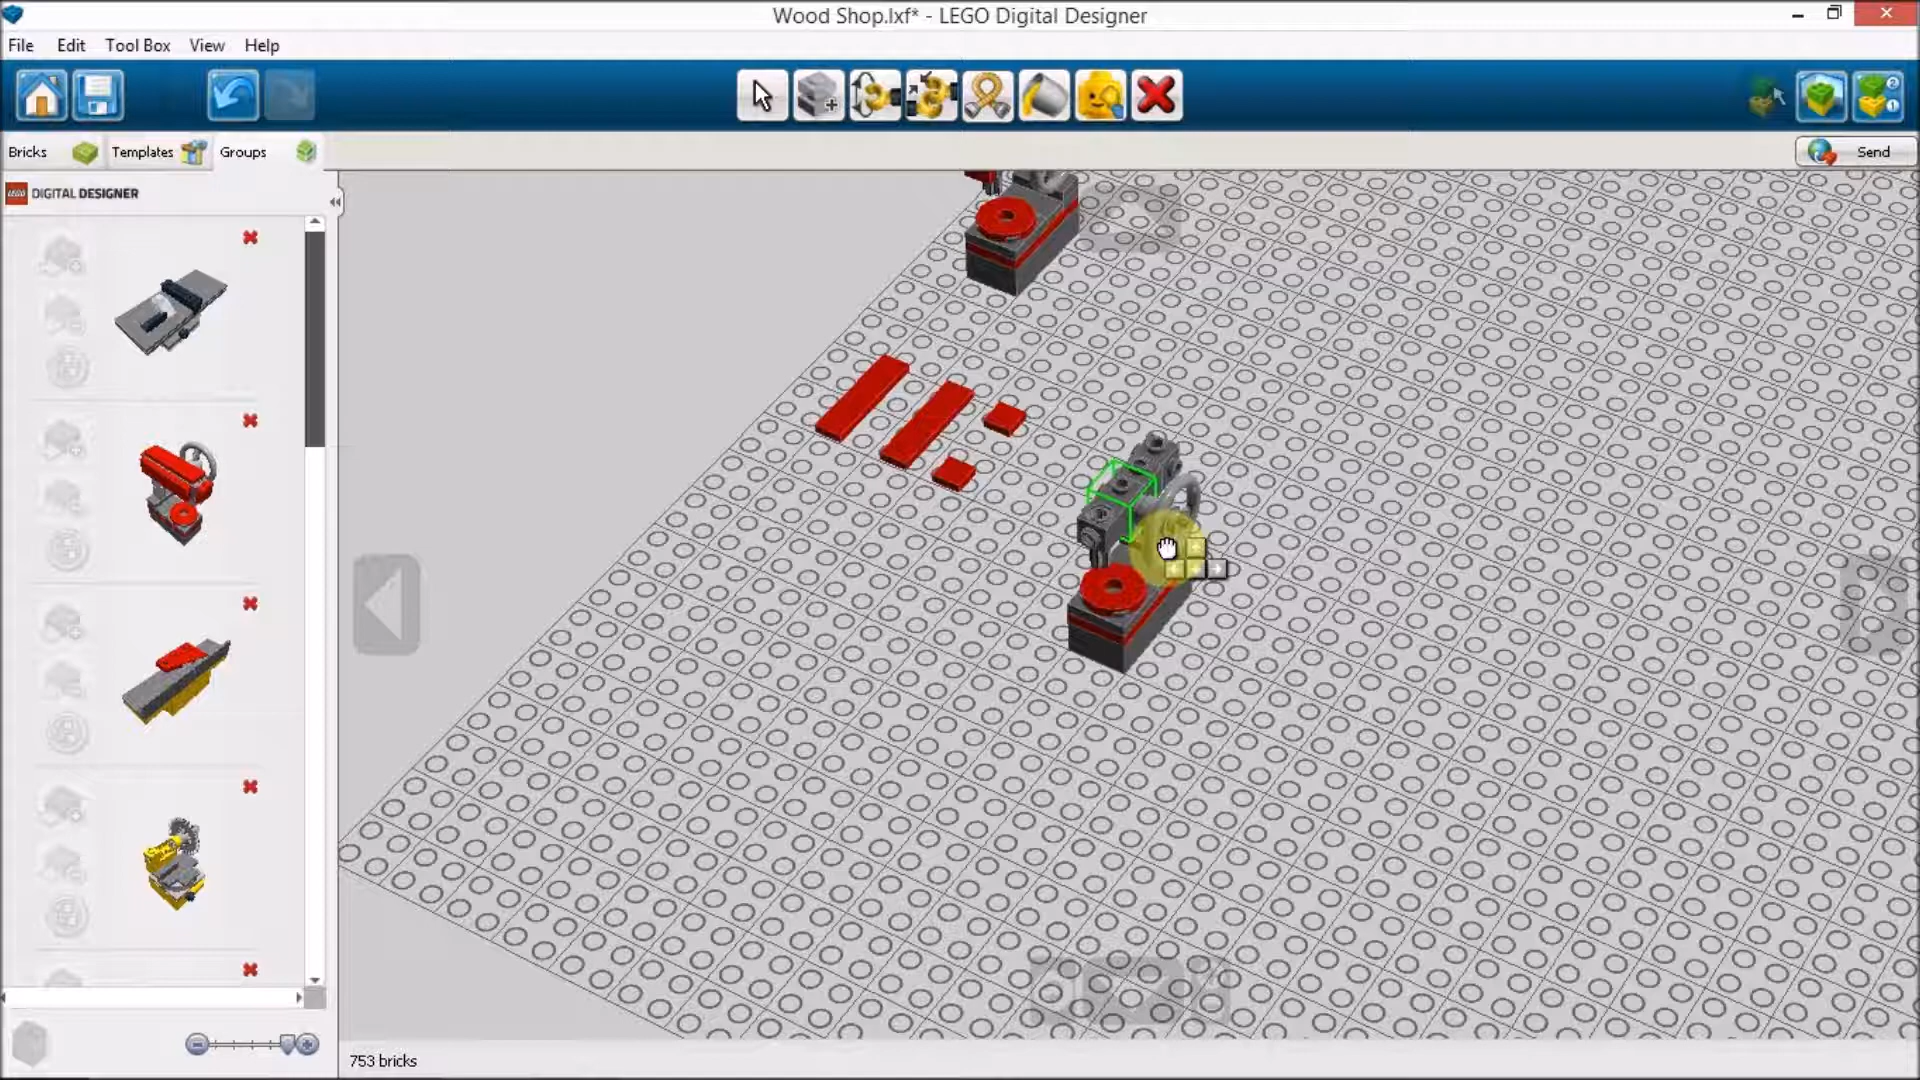 Wood Shop.lxf* - LEGO Digital Designer
File Edit Tool Box View Help
Bricks Templates Groups Send
LEGO DIGITAL DESIGNER
753 bricks